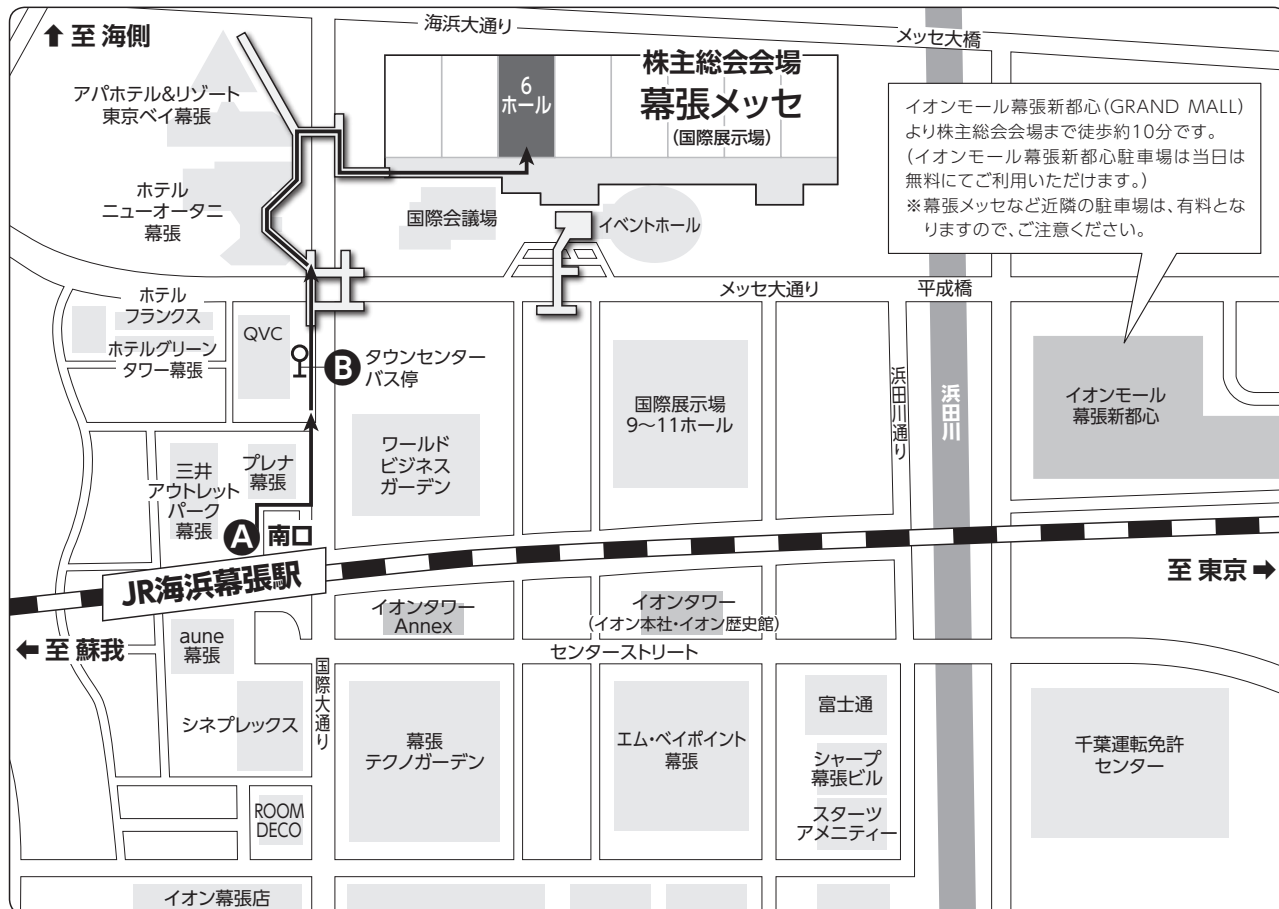 ↑ 至 海側
海浜大通り
メッセ大橋
アパホテル&リゾート
東京ベイ幕張
6
ホール
株主総会会場
幕張メッセ
(国際展示場)
イオンモール幕張新都心(GRAND MALL)
より株主総会会場まで徒歩約10分です。
(イオンモール幕張新都心駐車場は当日は
無料にてご利用いただけます。)
※幕張メッセなど近隣の駐車場は、有料とな
りますので、ご注意ください。
ホテル
ニューオータニ
幕張
国際会議場
イベントホール
メッセ大通り
平成橋
ホテル
フランクス
ホテルグリーン
タワー幕張
QVC
B
タウンセンター
バス停
国際展示場
9〜11ホール
浜田川通り
浜田川
イオンモール
幕張新都心
ワールド
ビジネス
ガーデン
三井
アウトレット
パーク
幕張
プレナ
幕張
A
南口
JR海浜幕張駅
至 東京 →
← 至 蘇我
イオンタワー
Annex
イオンタワー
(イオン本社・イオン歴史館)
センターストリート
aune
幕張
国際大通り
シネプレックス
幕張
テクノガーデン
エム・ベイポイント
幕張
富士通
シャープ
幕張ビル
スターツ
アメニティー
千葉運転免許
センター
ROOM
DECO
イオン幕張店